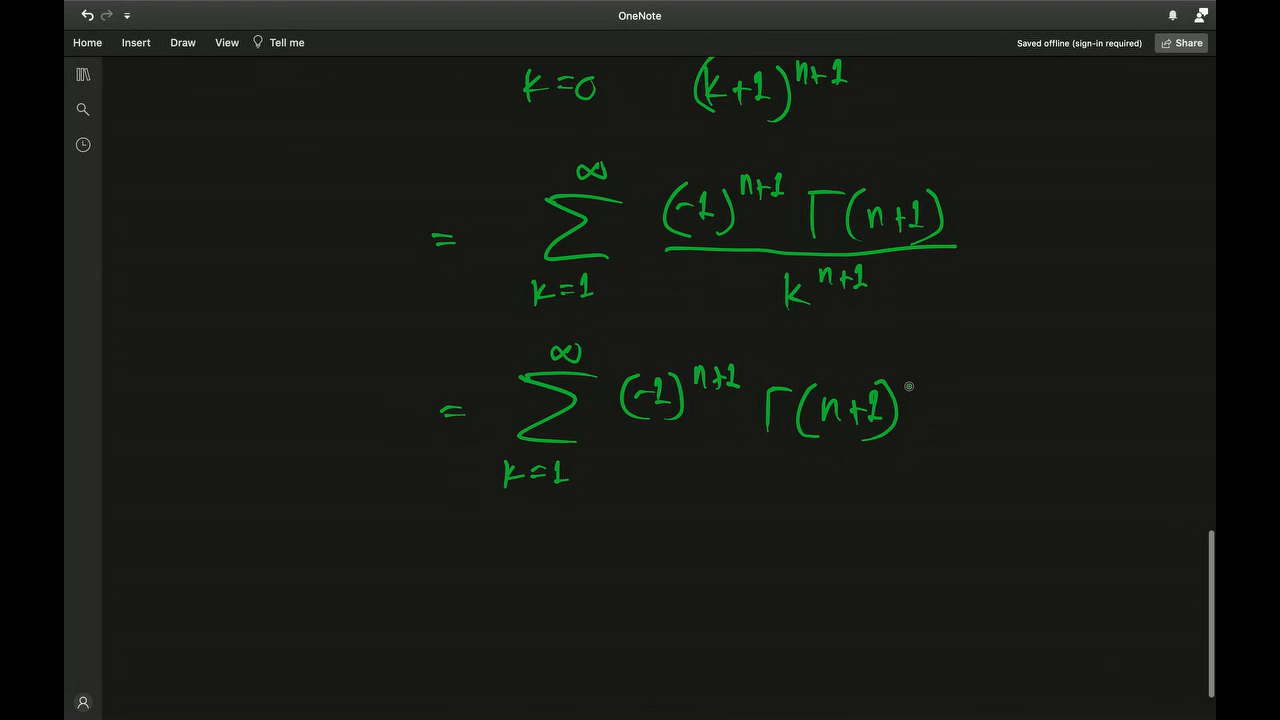 OneNote
Home Insert Draw View Tell me Saved offline (sign-in required) Share
k=0 (k+1)^{n+1}
= ∑_{k=1}^{∞} \frac{(-1)^{n+1} Γ(n+1)}{k^{n+1}}
= ∑_{k=1}^{∞} (-1)^{n+1} Γ(n+1)